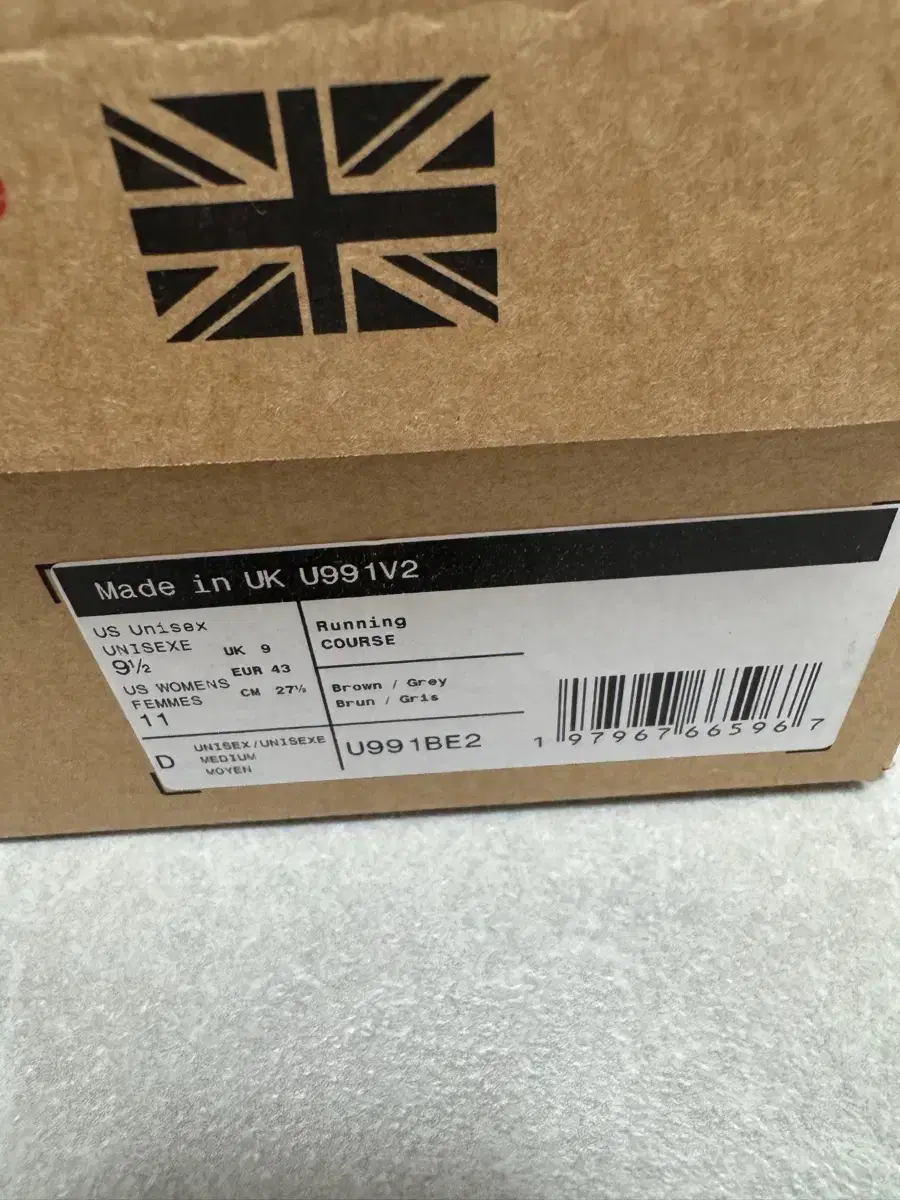 Made in UK U991V2
US Unisex
UNISEXE
9½
US WOMENS
FEMMES
11
UK 9
EUR 43
CM 27½
Running
COURSE
Brown / Grey
Brun / Gris
D
UNISEX/UNISEXE
MEDIUM
MOYEN
U991BE2
1 97967 66596 7